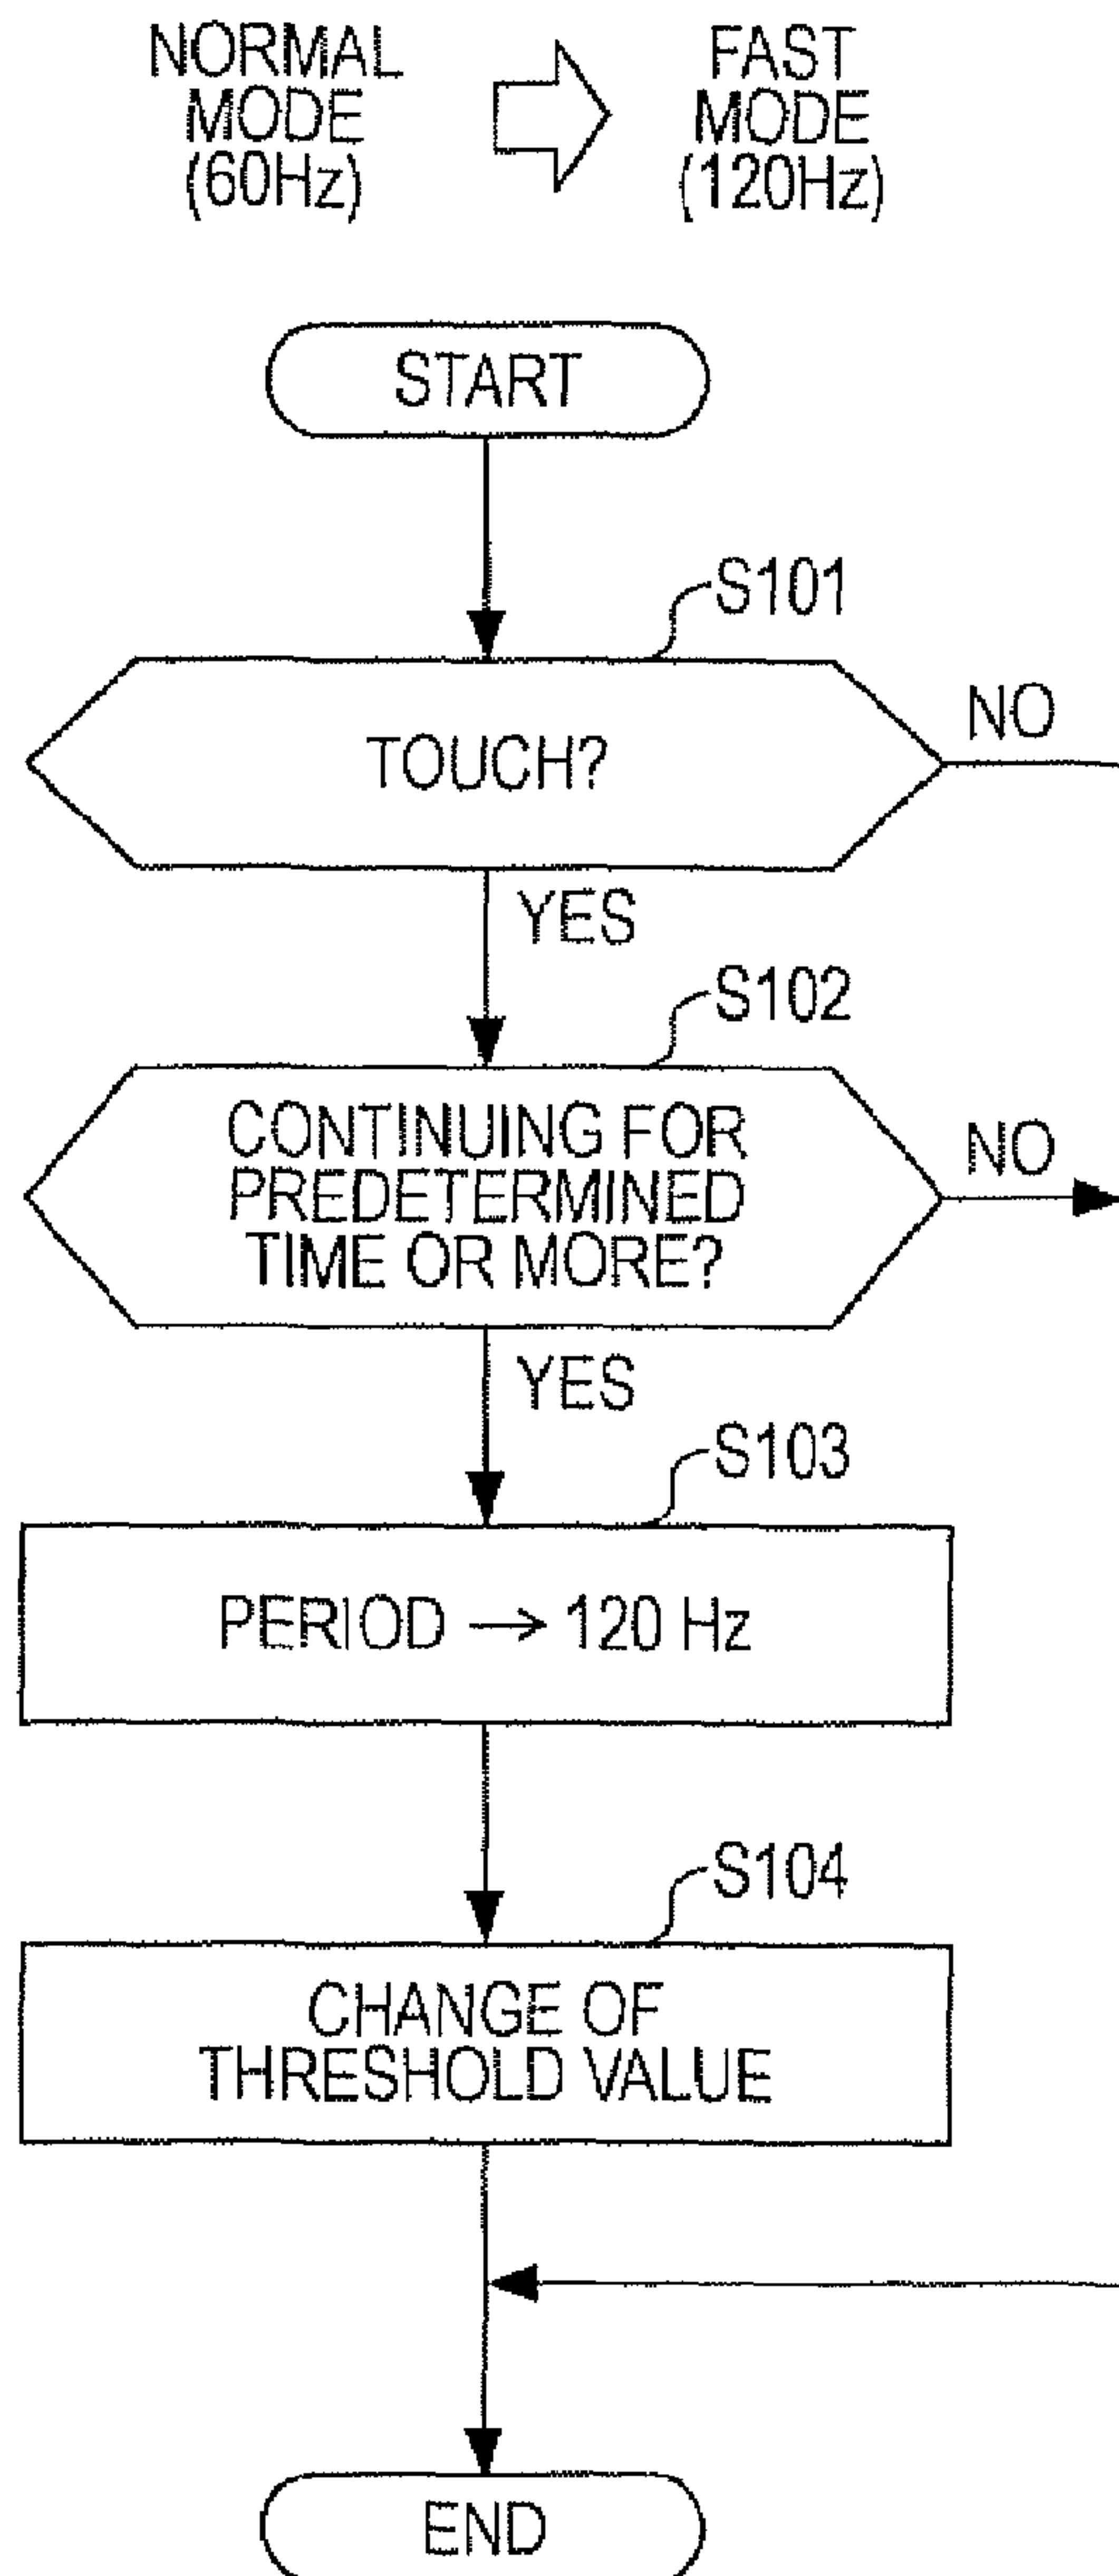 NORMAL
MODE
(60Hz)
FAST
MODE
(120Hz)
START
S101
TOUCH?
NO
YES
S102
CONTINUING FOR
PREDETERMINED
TIME OR MORE?
NO
YES
S103
PERIOD → 120 Hz
S104
CHANGE OF
THRESHOLD VALUE
END